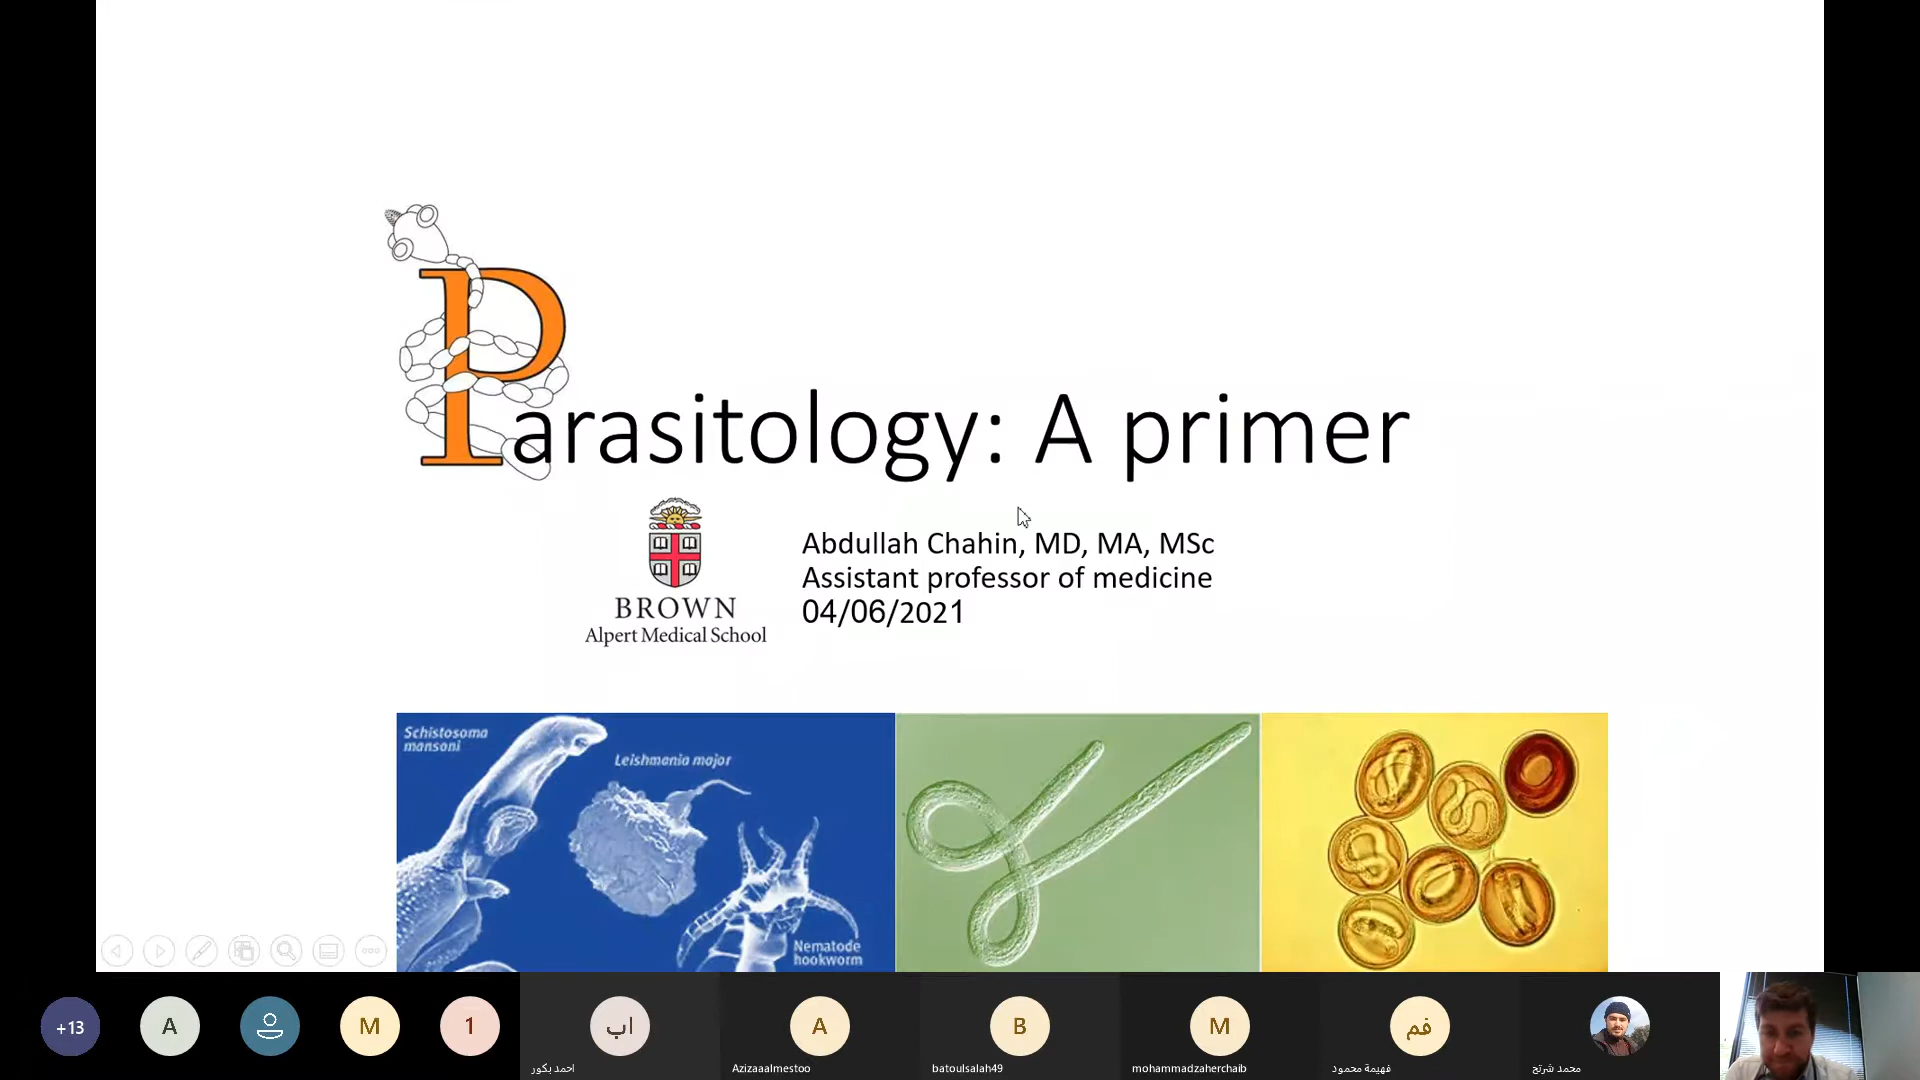 Parasitology: A primer
BROWN
Alpert Medical School
Abdullah Chahin, MD, MA, MSc
Assistant professor of medicine
04/06/2021
Schistosoma
mansoni
Leishmania major
Nematode
hookworm
+13
A
M
1
اب
احمد بكور
A
Azizaaalmestoo
B
batoulsalah49
M
mohammadzaherchaib
فم
فهيمة محمود
محمد شرتح